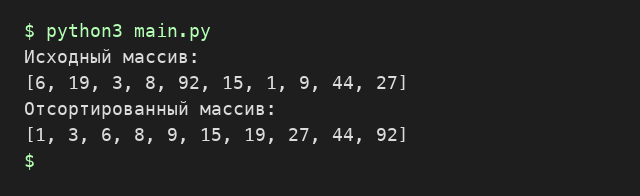 $ python3 main.py
Исходный массив:
[6, 19, 3, 8, 92, 15, 1, 9, 44, 27]
Отсортированный массив:
[1, 3, 6, 8, 9, 15, 19, 27, 44, 92]
$